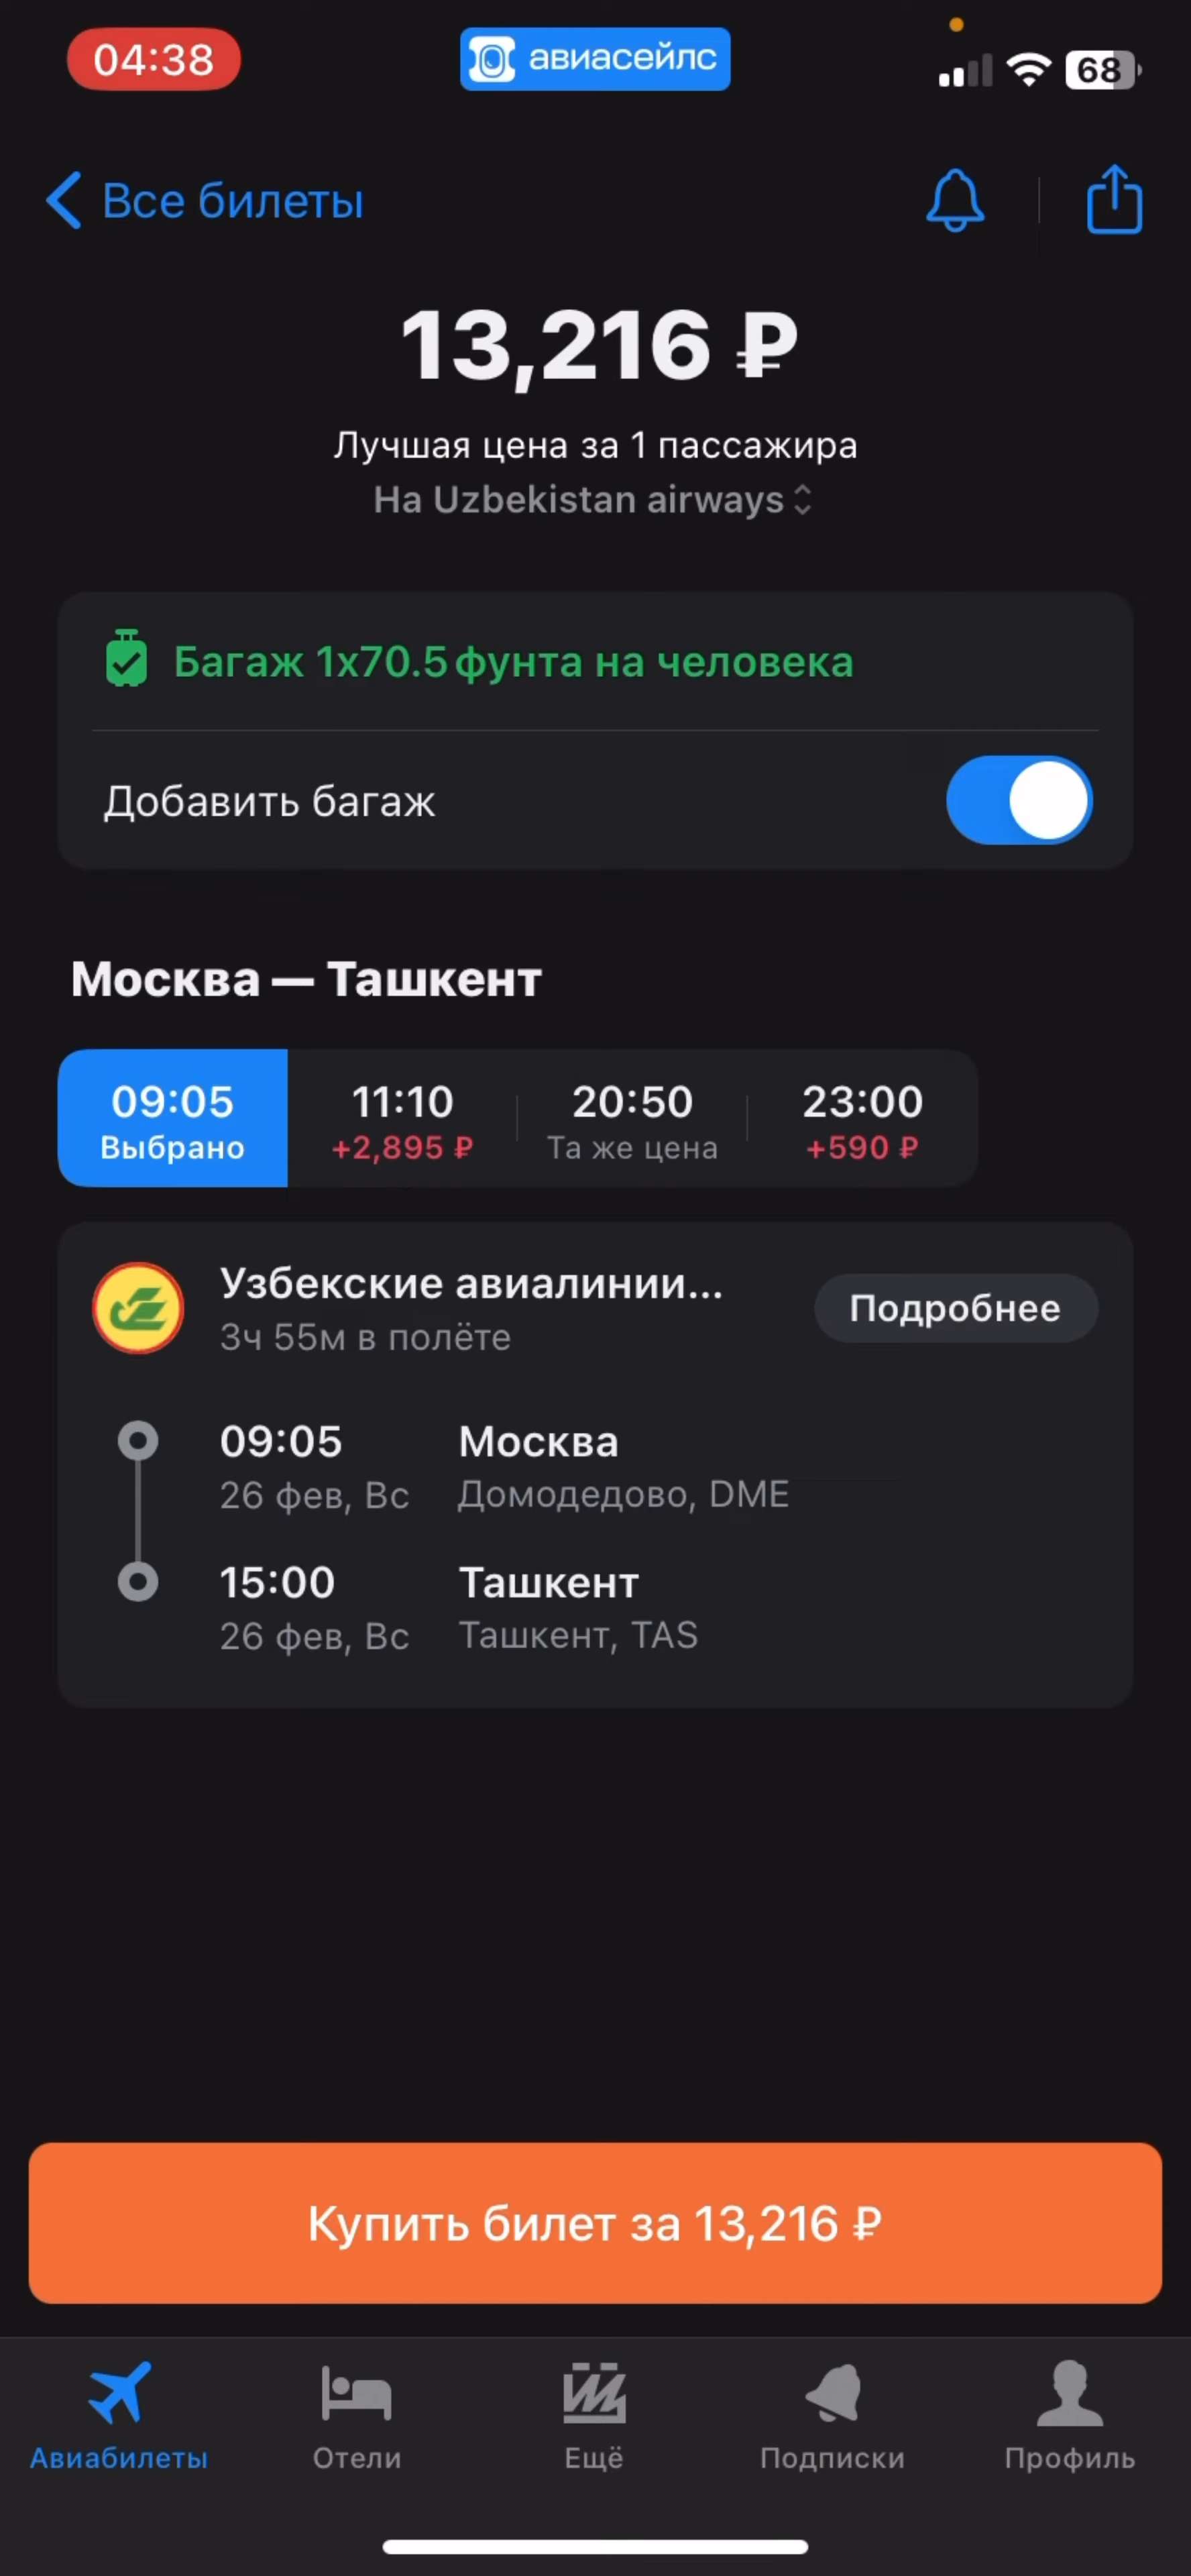 04:38
авиасейлс
68
Все билеты
13,216 ₽
Лучшая цена за 1 пассажира
На Uzbekistan airways
Багаж 1x70.5 фунта на человека
Добавить багаж
Москва — Ташкент
09:05 11:10 20:50 23:00
Выбрано +2,895 ₽ Та же цена +590 ₽
Узбекские авиалинии...
3ч 55м в полёте
Подробнее
09:05 Москва
26 фев, Вс Домодедово, DME
15:00 Ташкент
26 фев, Вс Ташкент, TAS
Купить билет за 13,216 ₽
Авиабилеты Отели Ещё Подписки Профиль